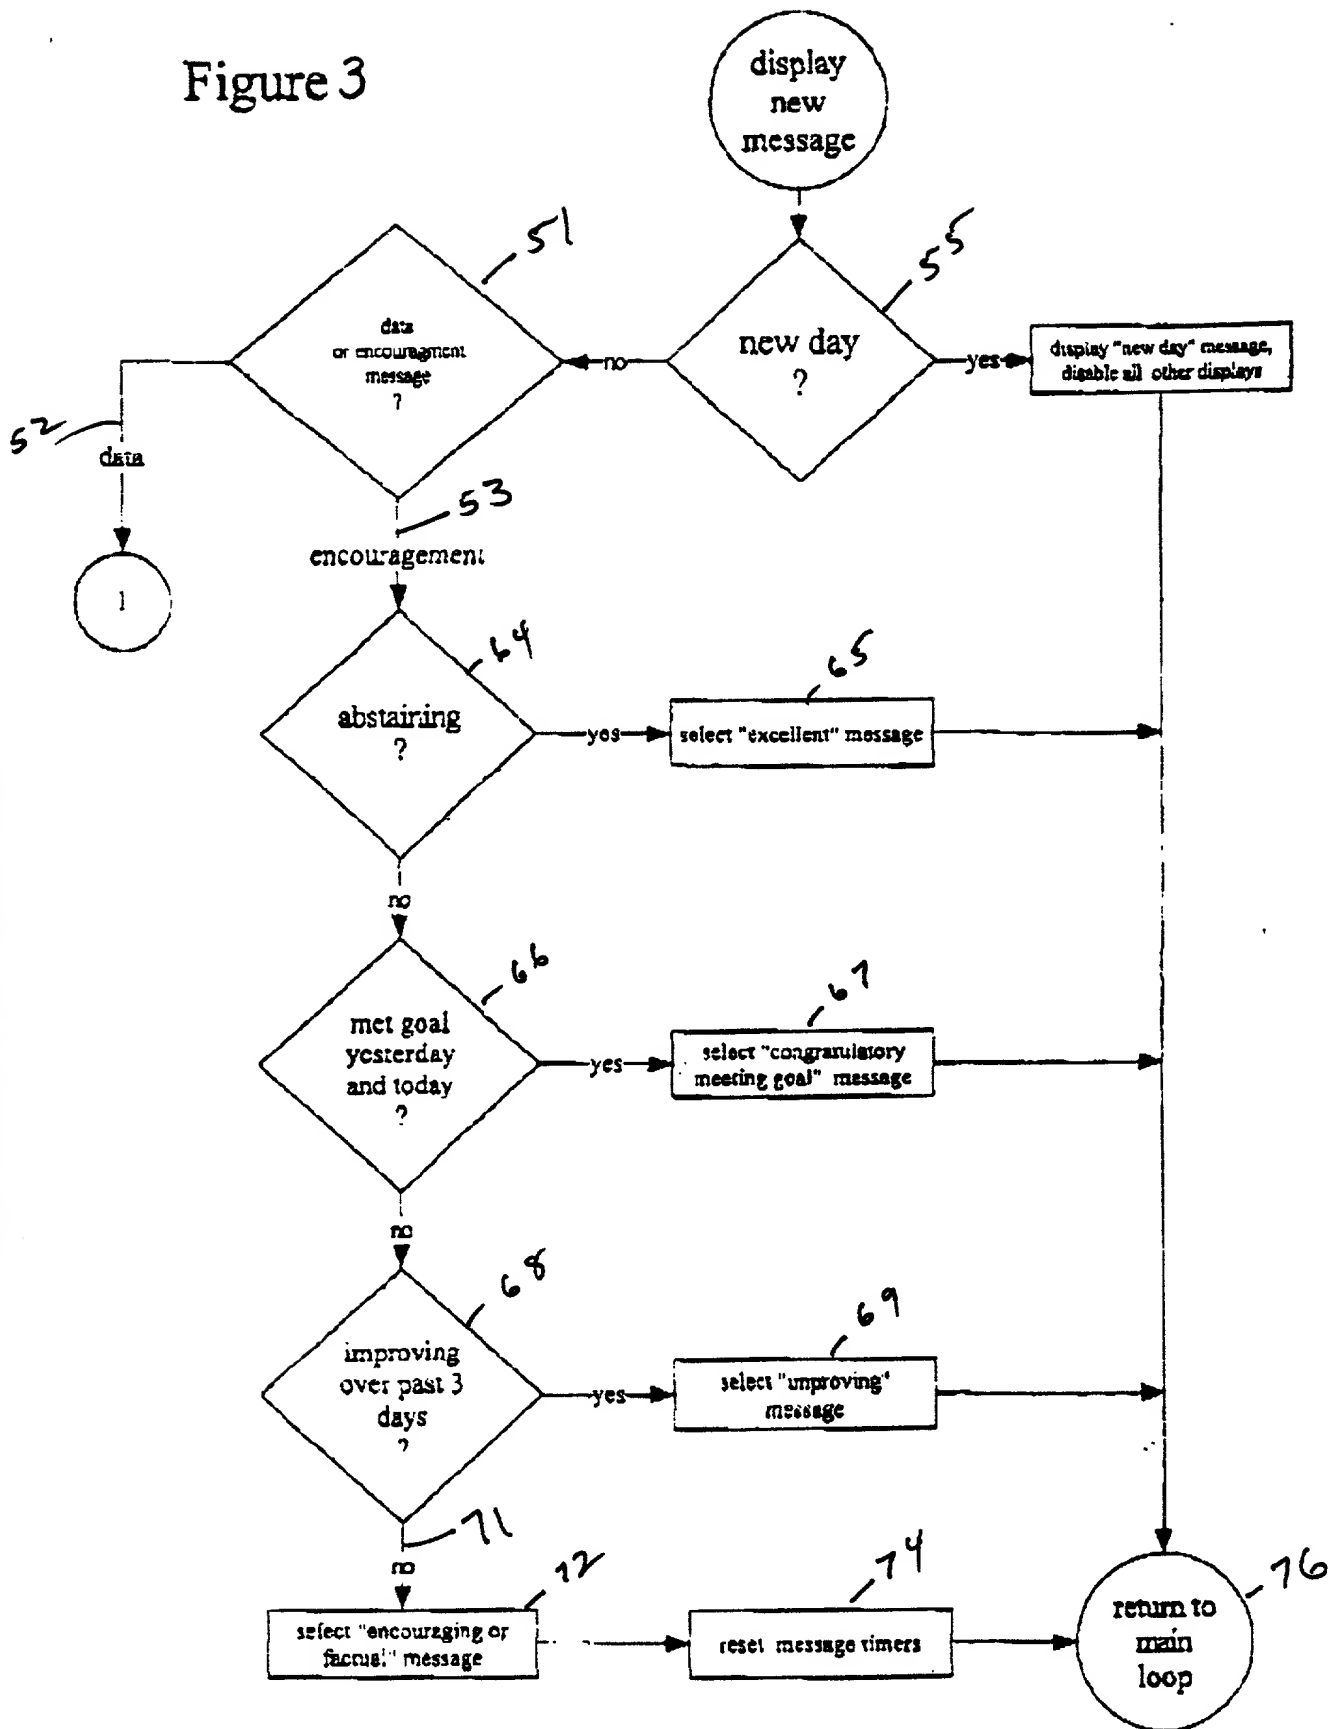 Figure 3
display
new
message
51
55
data
or encouragment
message
?
no
new day
?
yes
display "new day" message,
disable all other displays
52
data
53
encouragement
1
64
65
abstaining
?
yes
select "excellent" message
no
66
67
met goal
yesterday
and today
?
yes
select "congratulatory
meeting goal" message
no
68
69
improving
over past 3
days
?
yes
select "improving"
message
71
no
72
74
76
select "encouraging or
factual" message
reset message timers
return to
main
loop